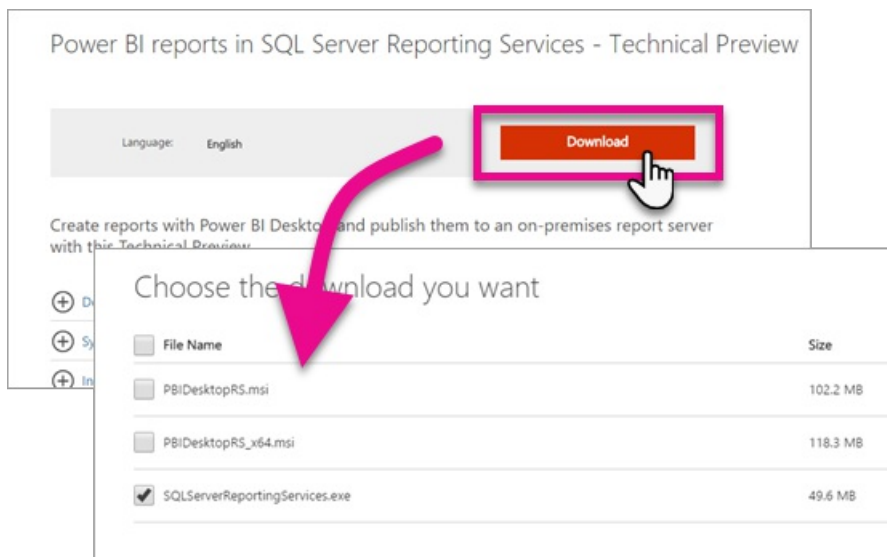 Power BI reports in SQL Server Reporting Services - Technical Preview
Language: English Download
Create reports with Power BI Desktop and publish them to an on-premises report server
with this Technical Preview
Choose the download you want
File Name Size
PBIDesktopRS.msi 102.2 MB
PBIDesktopRS_x64.msi 118.3 MB
SQLServerReportingServices.exe 49.6 MB